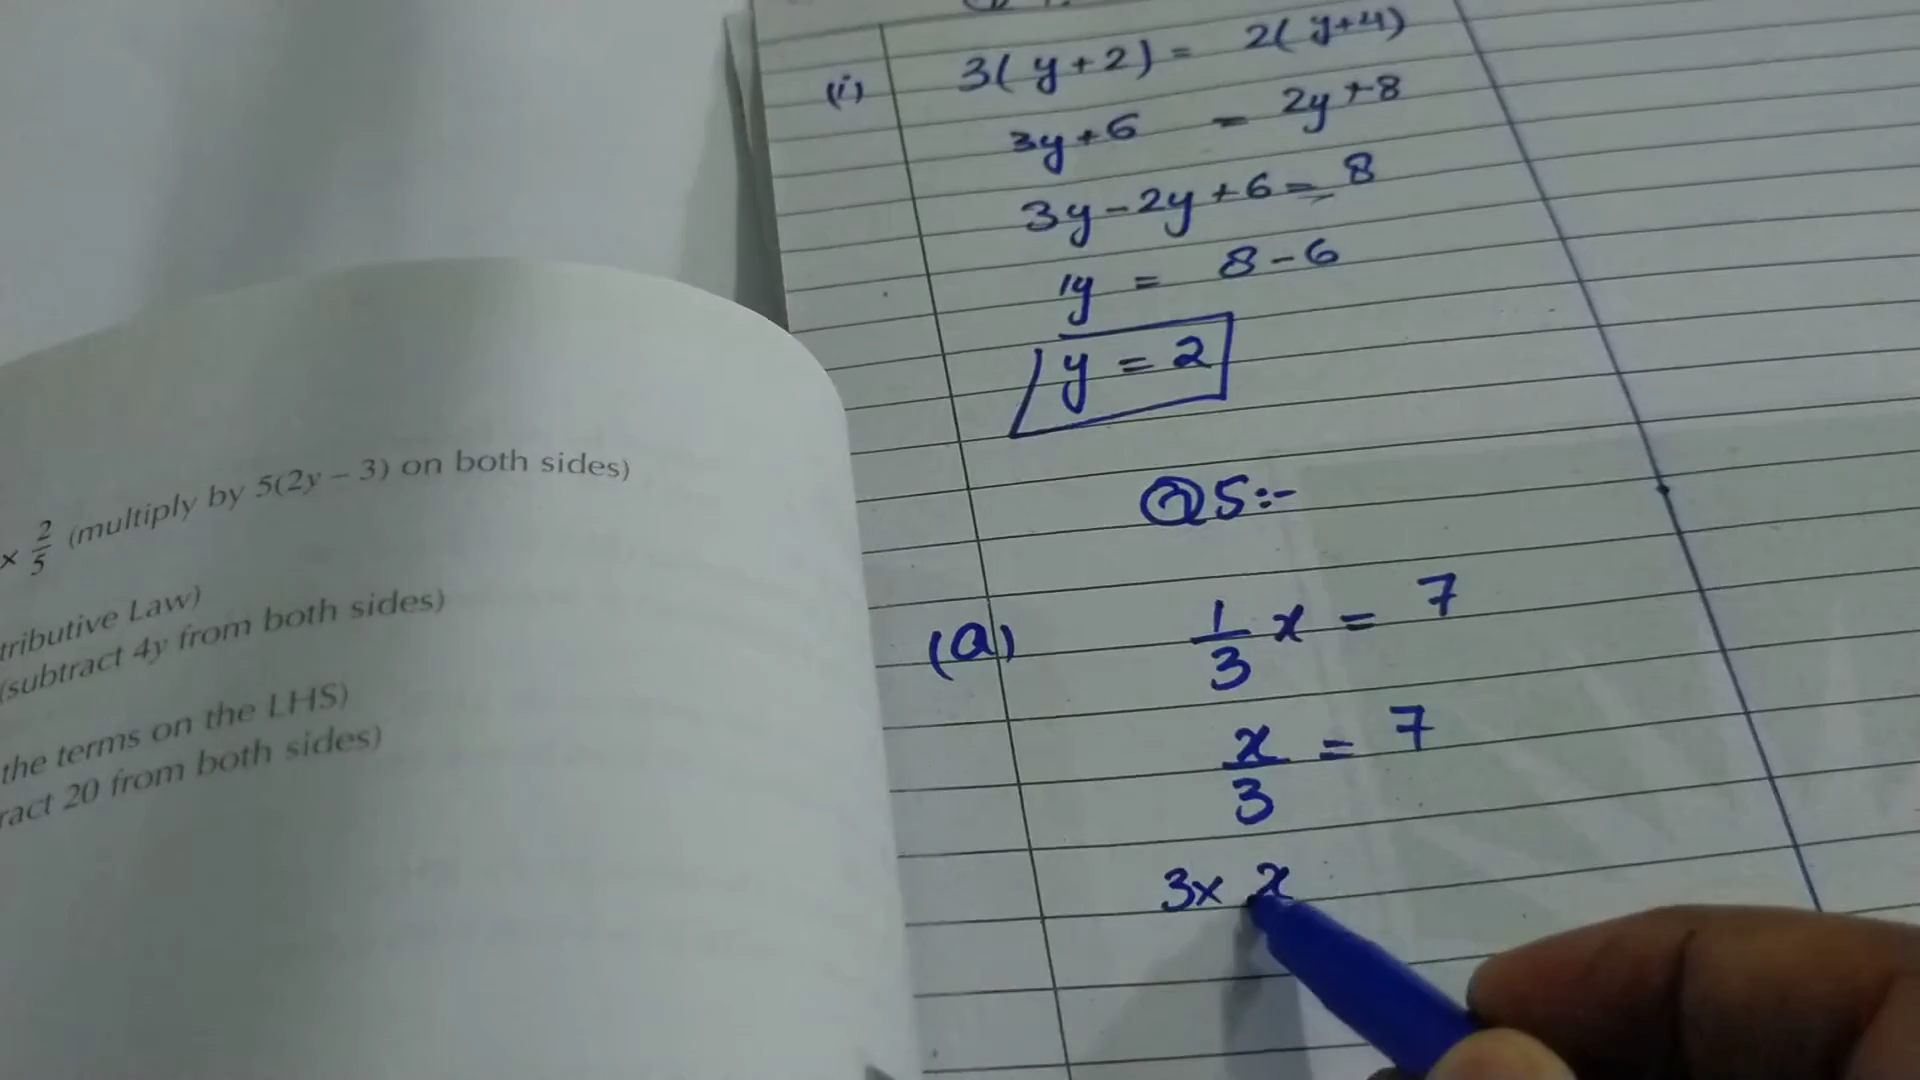 × 2/5 (multiply by 5(2y – 3) on both sides)
tributive Law)
(subtract 4y from both sides)
the terms on the LHS)
ract 20 from both sides)
(i) 3(y+2) = 2(y+4)
3y+6 = 2y+8
3y-2y+6 = 8
1y = 8-6
y = 2
Q5:-
(a) 1/3 x = 7
x/3 = 7
3× x